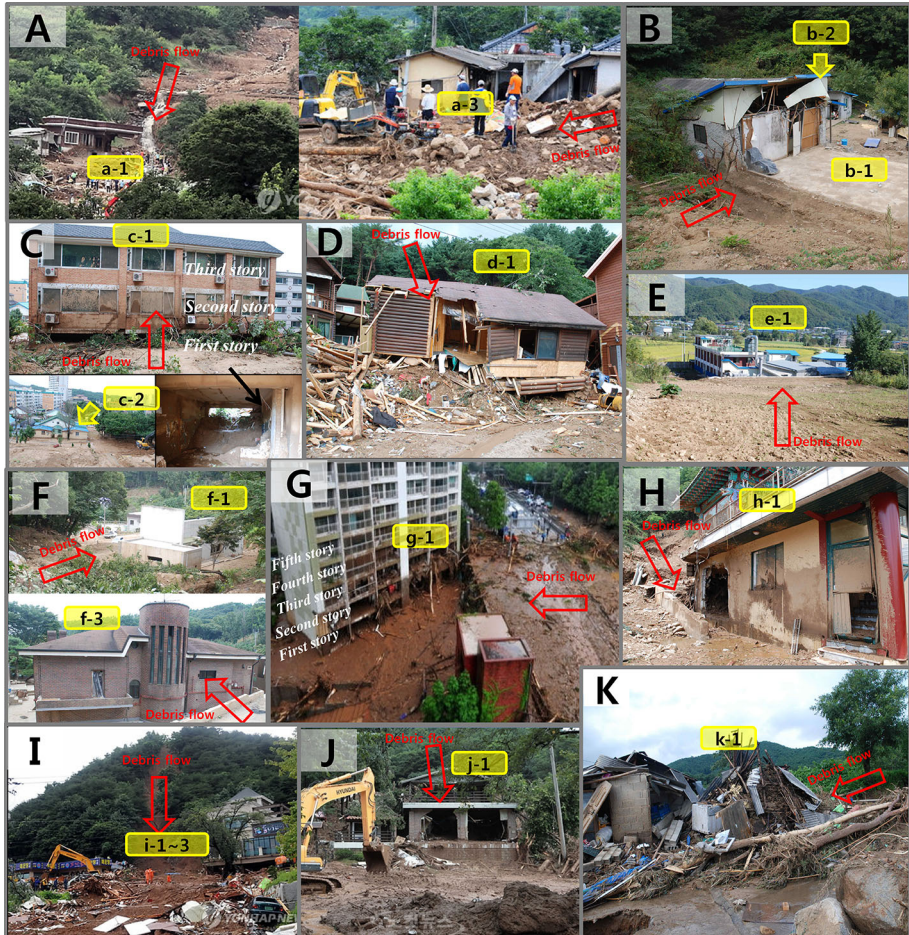 A
Debris flow
a-1
YONHAP
a-3
Debris flow
B
b-2
b-1
Debris flow
C
c-1
Third story
Second story
First story
Debris flow
c-2
D
Debris flow
d-1
E
e-1
Debris flow
F
f-1
Debris flow
f-3
Debris flow
G
g-1
Fifth story
Fourth story
Third story
Second story
First story
Debris flow
H
h-1
Debris flow
I
Debris flow
i-1~3
YONHAP NEWS
J
Debris flow
j-1
HYUNDAI
K
k-1
Debris flow